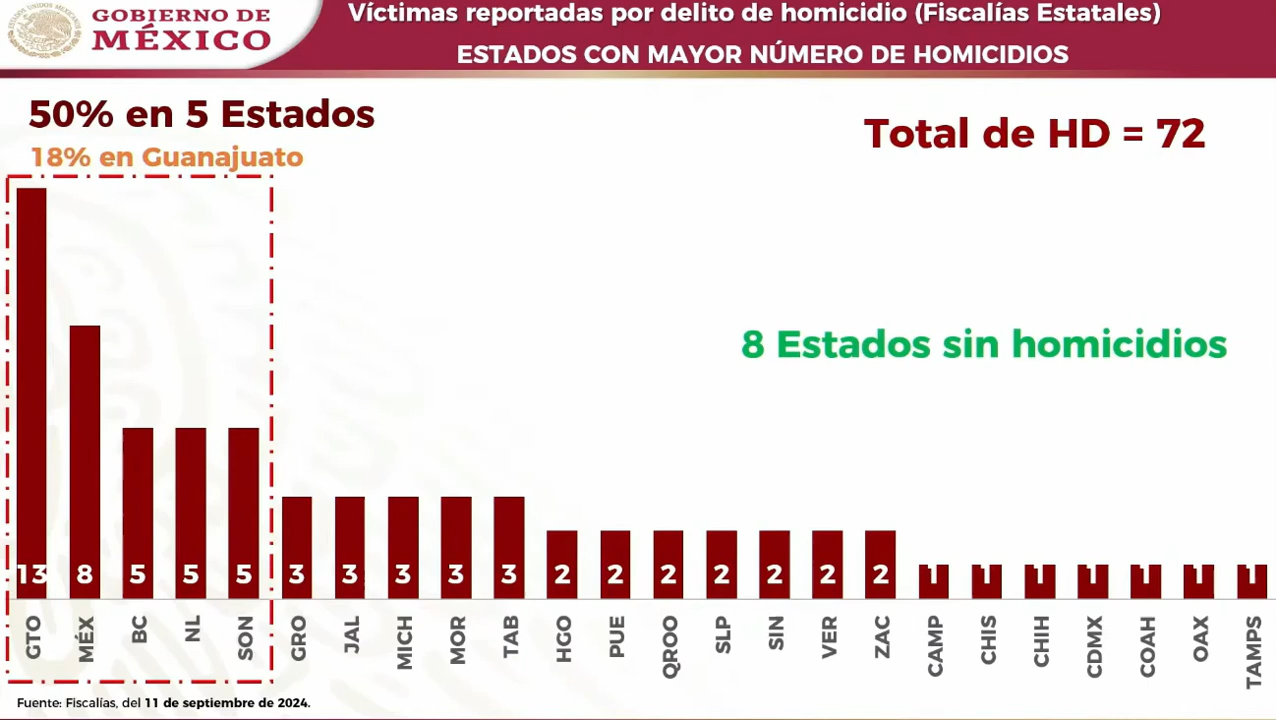 GOBIERNO DE
MÉXICO
Víctimas reportadas por delito de homicidio (Fiscalías Estatales)
ESTADOS CON MAYOR NÚMERO DE HOMICIDIOS
50% en 5 Estados
18% en Guanajuato
Total de HD = 72
8 Estados sin homicidios
13 8 5 5 5 3 3 3 3 3 2 2 2 2 2 2 2 1 1 1 1 1 1 1
GTO MÉX BC NL SON GRO JAL MICH MOR TAB HGO PUE QROO SLP SIN VER ZAC CAMP CHIS CHIH CDMX COAH OAX TAMPS
Fuente: Fiscalías, del 11 de septiembre de 2024.